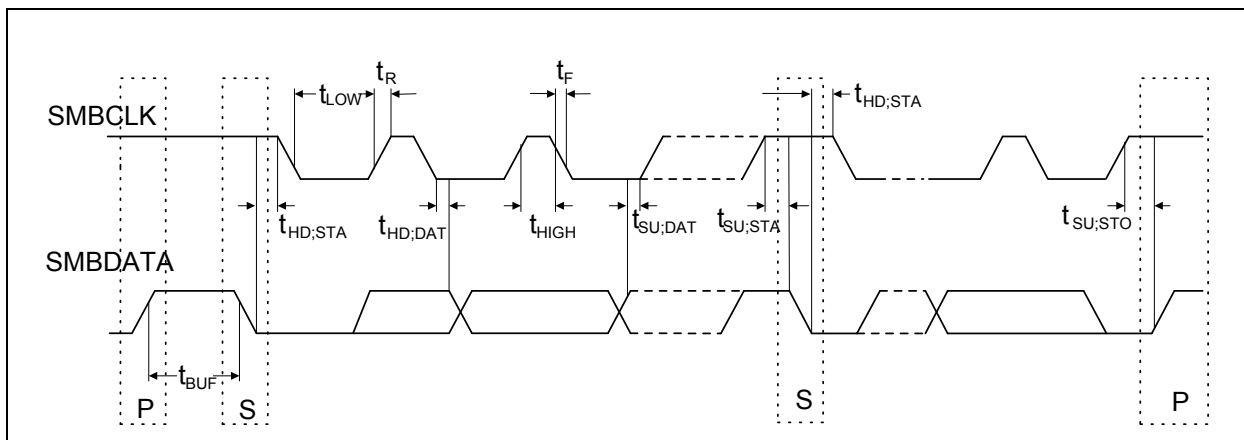 tR
tF
tLOW
tHD;STA
SMBCLK
tHD;STA
tHD;DAT
tHIGH
tSU;DAT
tSU;STA
tSU;STO
SMBDATA
tBUF
P
S
S
P